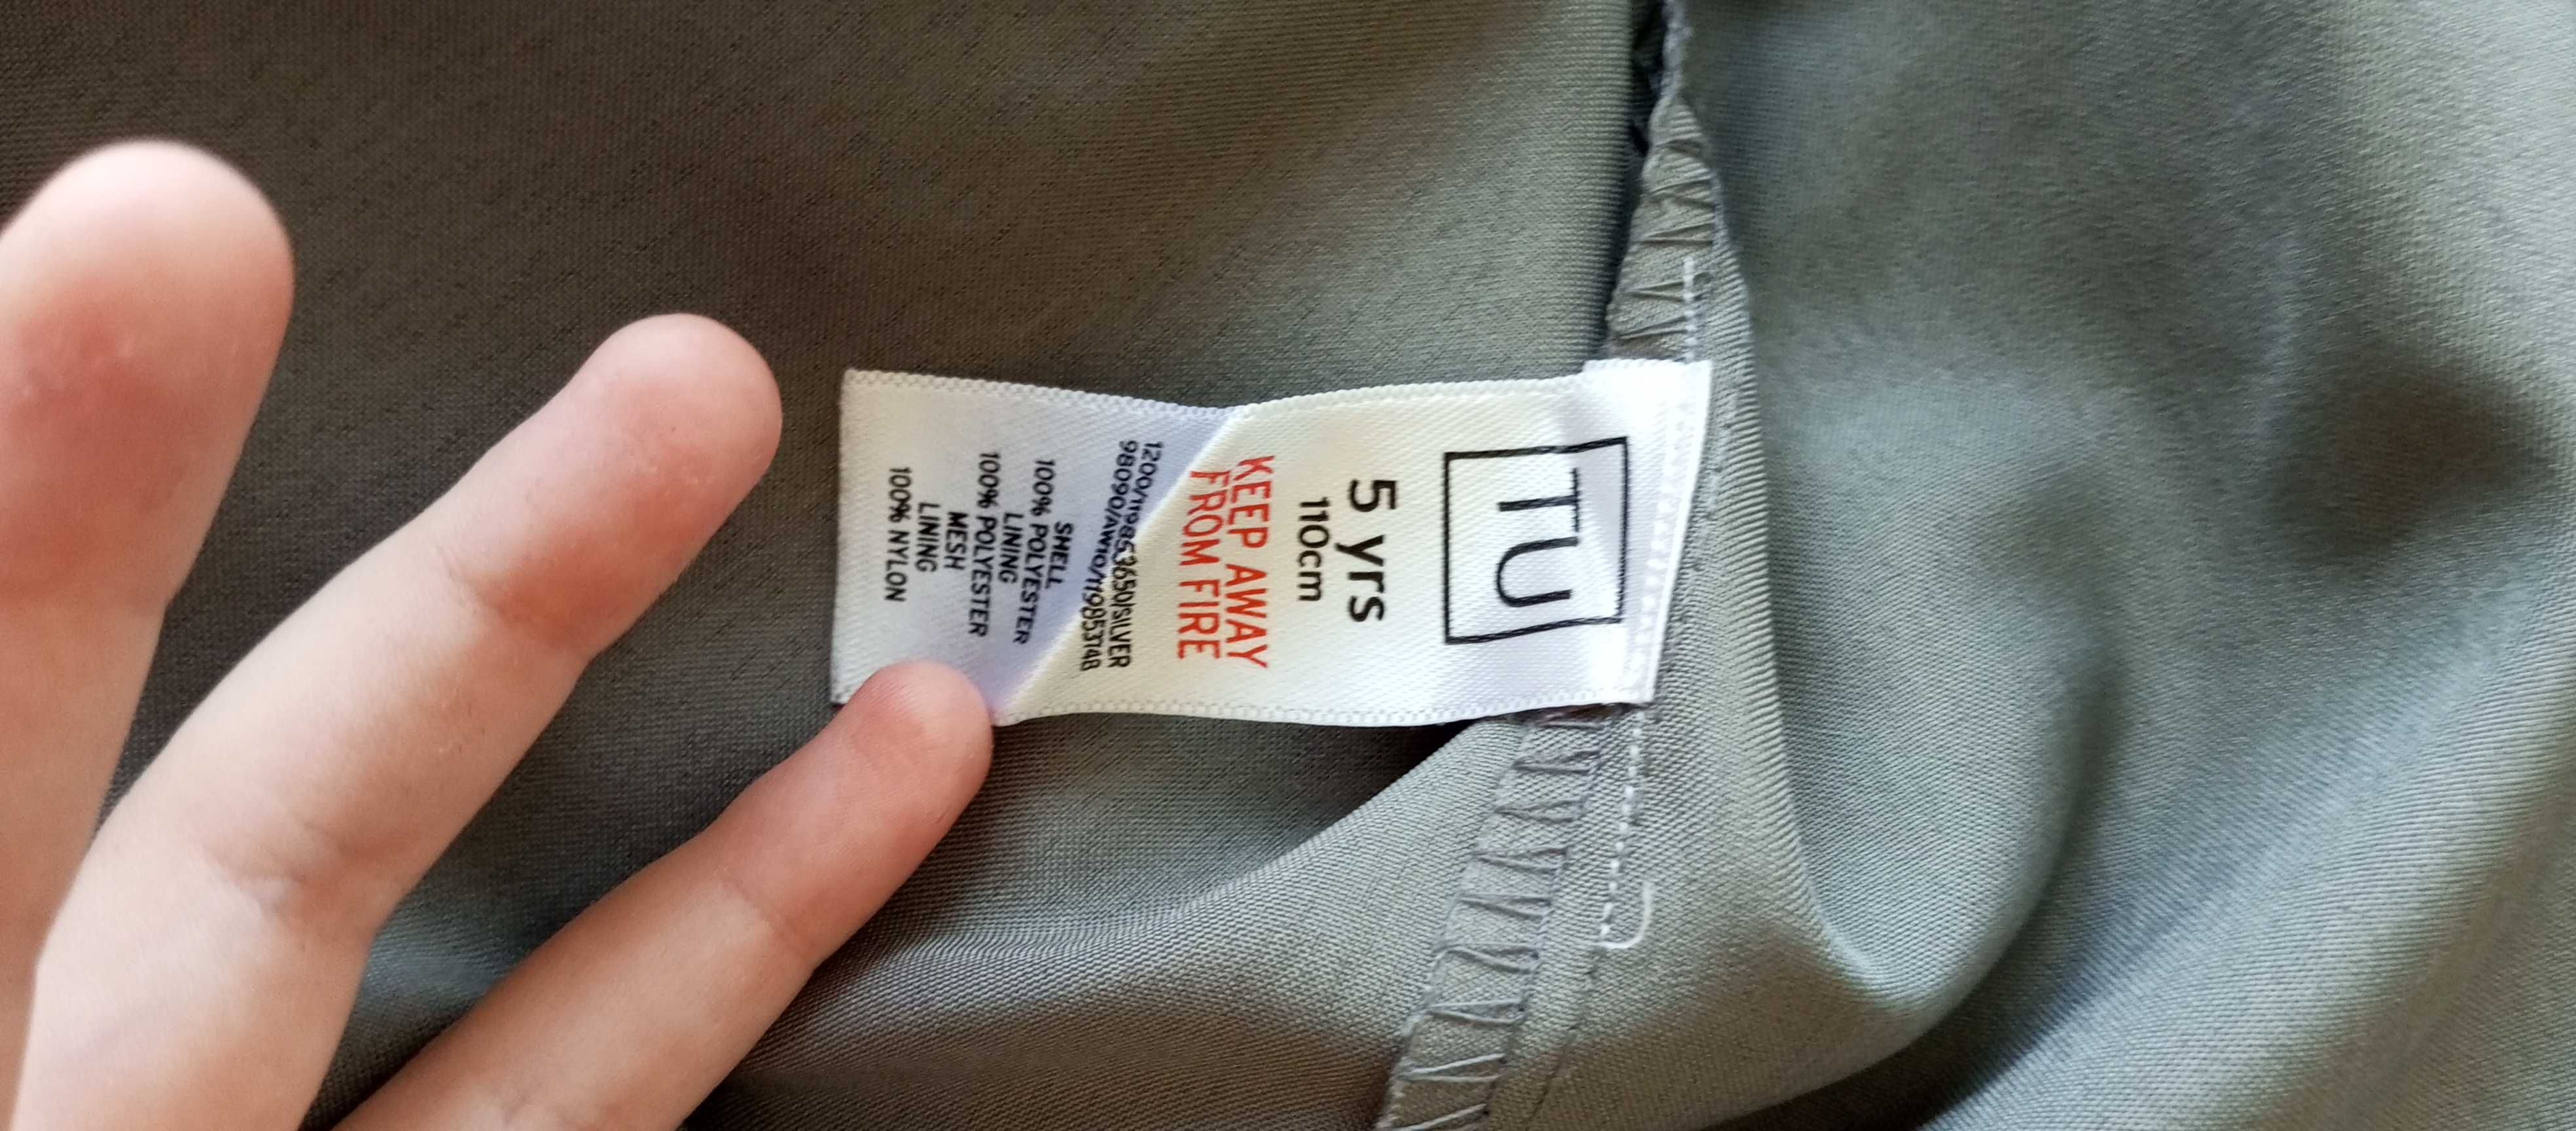 TU
5 yrs
110cm
KEEP AWAY
FROM FIRE
SHELL
100% POLYESTER
LINING
100% POLYESTER
MESH
LINING
100% NYLON